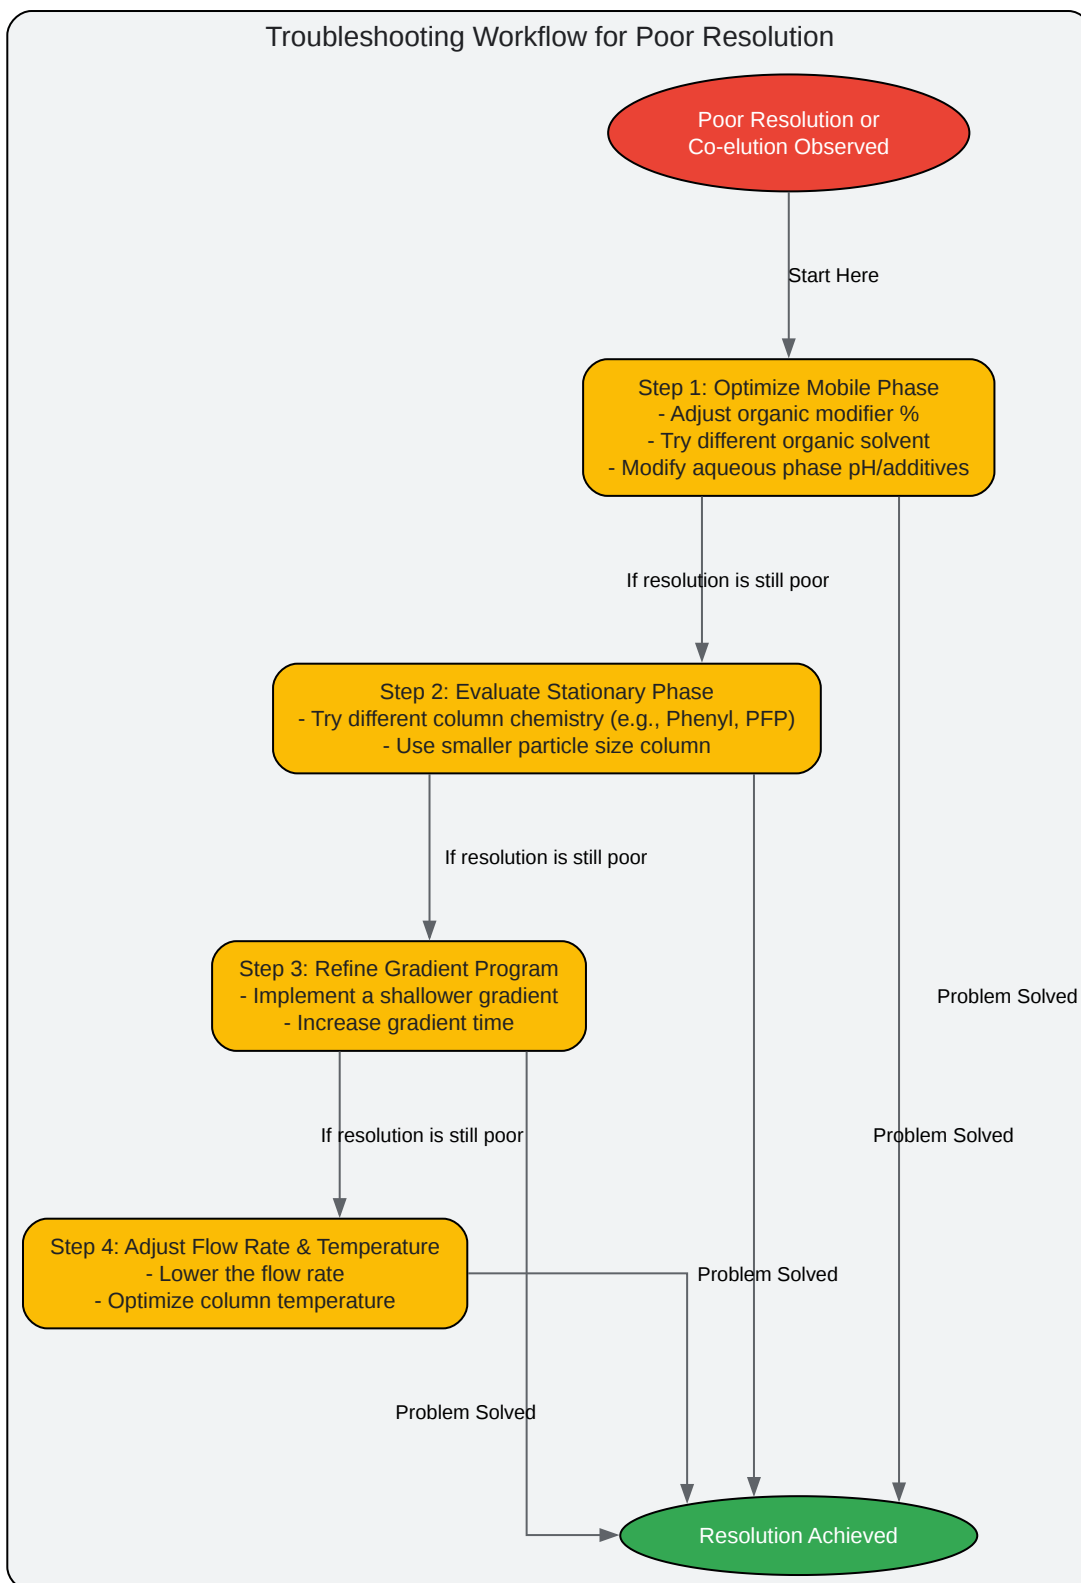 Troubleshooting Workflow for Poor Resolution
Poor Resolution or
Co-elution Observed
Start Here
Step 1: Optimize Mobile Phase
- Adjust organic modifier %
- Try different organic solvent
- Modify aqueous phase pH/additives
If resolution is still poor
Step 2: Evaluate Stationary Phase
- Try different column chemistry (e.g., Phenyl, PFP)
- Use smaller particle size column
If resolution is still poor
Step 3: Refine Gradient Program
- Implement a shallower gradient
- Increase gradient time
Problem Solved
If resolution is still poor
Problem Solved
Step 4: Adjust Flow Rate & Temperature
- Lower the flow rate
- Optimize column temperature
Problem Solved
Problem Solved
Resolution Achieved